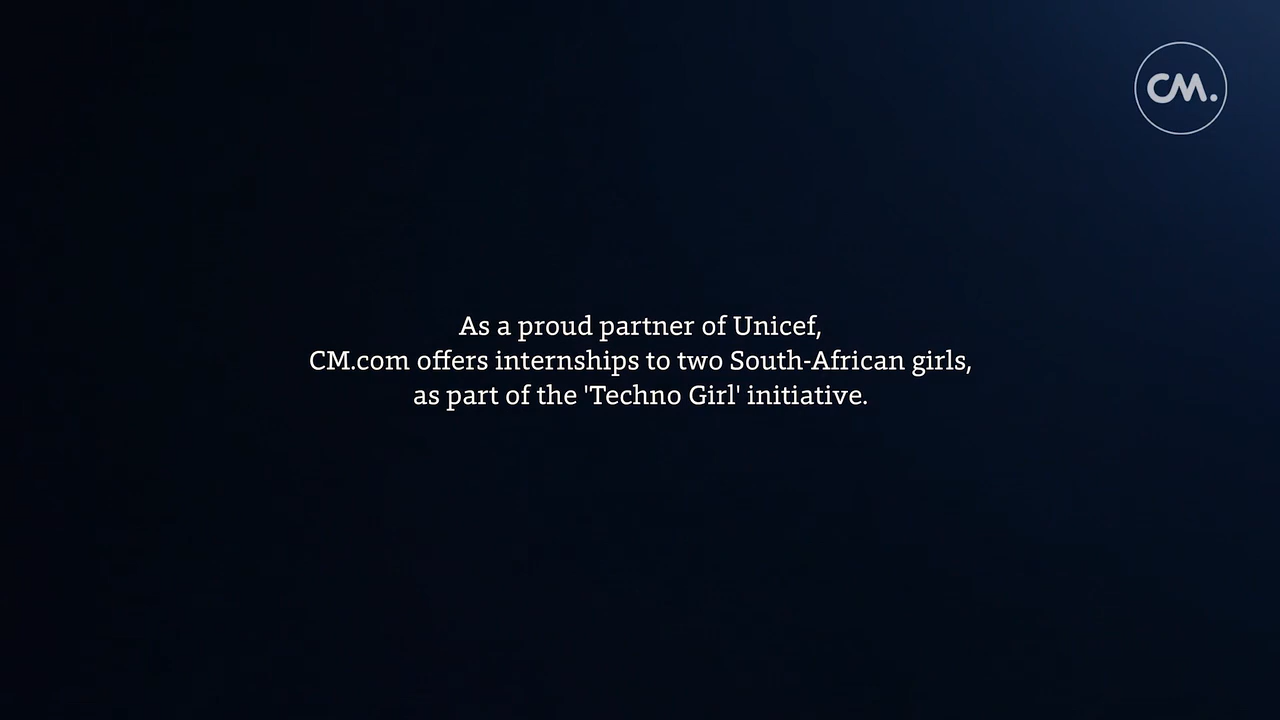 CM.
As a proud partner of Unicef,
CM.com offers internships to two South-African girls,
as part of the 'Techno Girl' initiative.